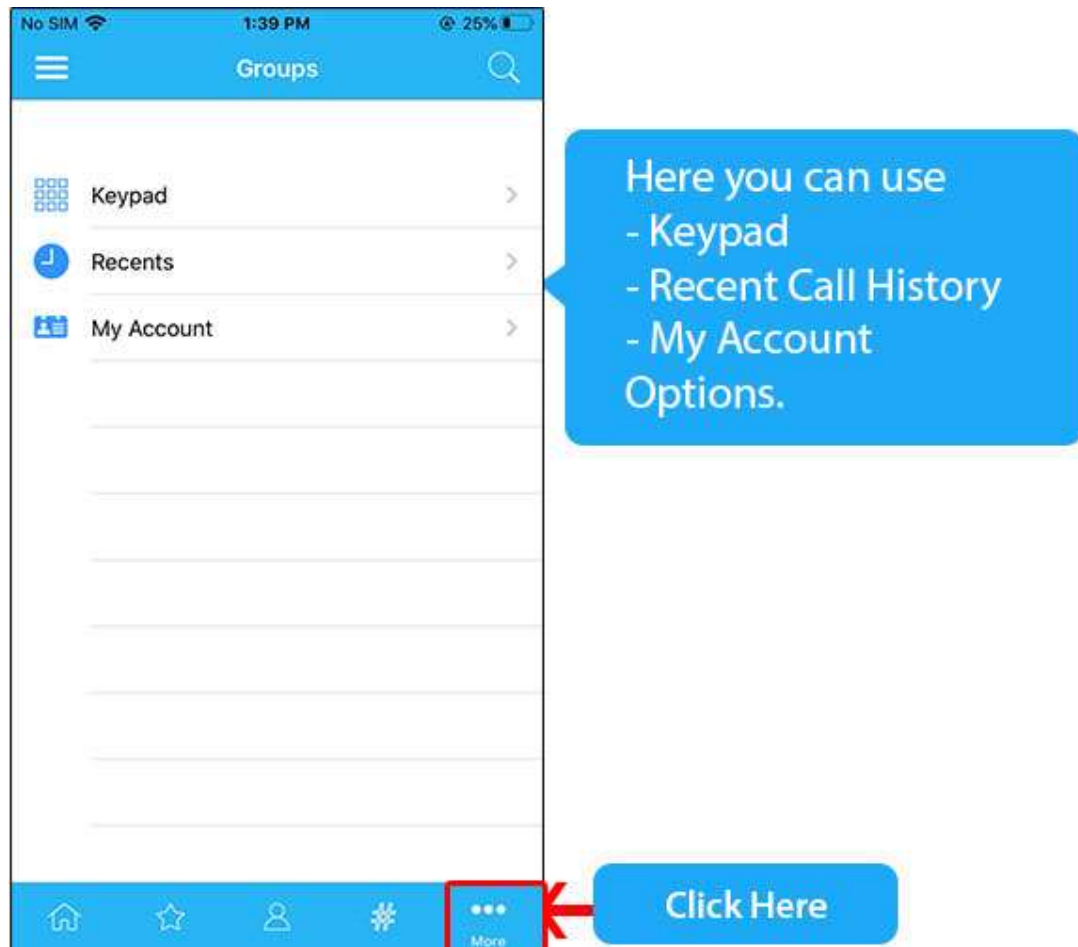 No SIM 1:39 PM 25%
Groups
Keypad
Recents
My Account
Here you can use
- Keypad
- Recent Call History
- My Account
Options.
#
More
Click Here